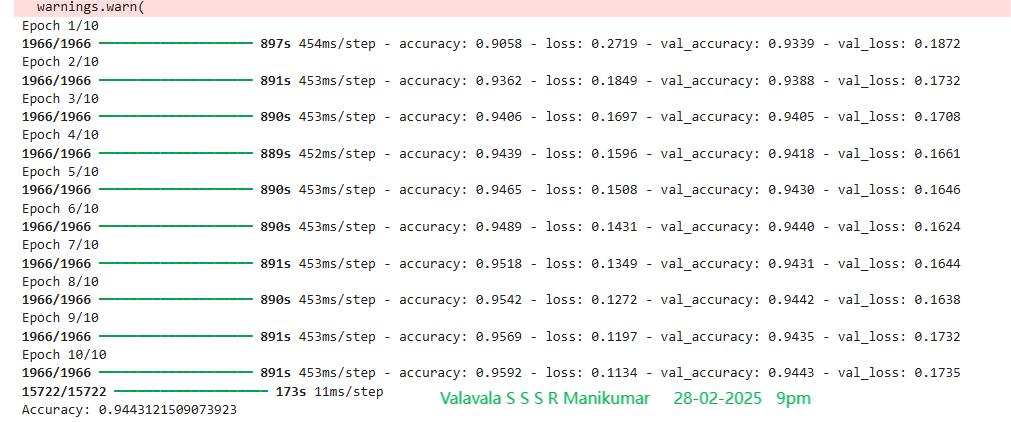 warnings.warn(
Epoch 1/10
1966/1966 ━━━━━━━━━━━━━━━━━━━━ 897s 454ms/step - accuracy: 0.9058 - loss: 0.2719 - val_accuracy: 0.9339 - val_loss: 0.1872
Epoch 2/10
1966/1966 ━━━━━━━━━━━━━━━━━━━━ 891s 453ms/step - accuracy: 0.9362 - loss: 0.1849 - val_accuracy: 0.9388 - val_loss: 0.1732
Epoch 3/10
1966/1966 ━━━━━━━━━━━━━━━━━━━━ 890s 453ms/step - accuracy: 0.9406 - loss: 0.1697 - val_accuracy: 0.9405 - val_loss: 0.1708
Epoch 4/10
1966/1966 ━━━━━━━━━━━━━━━━━━━━ 889s 452ms/step - accuracy: 0.9439 - loss: 0.1596 - val_accuracy: 0.9418 - val_loss: 0.1661
Epoch 5/10
1966/1966 ━━━━━━━━━━━━━━━━━━━━ 890s 453ms/step - accuracy: 0.9465 - loss: 0.1508 - val_accuracy: 0.9430 - val_loss: 0.1646
Epoch 6/10
1966/1966 ━━━━━━━━━━━━━━━━━━━━ 890s 453ms/step - accuracy: 0.9489 - loss: 0.1431 - val_accuracy: 0.9440 - val_loss: 0.1624
Epoch 7/10
1966/1966 ━━━━━━━━━━━━━━━━━━━━ 891s 453ms/step - accuracy: 0.9518 - loss: 0.1349 - val_accuracy: 0.9431 - val_loss: 0.1644
Epoch 8/10
1966/1966 ━━━━━━━━━━━━━━━━━━━━ 890s 453ms/step - accuracy: 0.9542 - loss: 0.1272 - val_accuracy: 0.9442 - val_loss: 0.1638
Epoch 9/10
1966/1966 ━━━━━━━━━━━━━━━━━━━━ 891s 453ms/step - accuracy: 0.9569 - loss: 0.1197 - val_accuracy: 0.9435 - val_loss: 0.1732
Epoch 10/10
1966/1966 ━━━━━━━━━━━━━━━━━━━━ 891s 453ms/step - accuracy: 0.9592 - loss: 0.1134 - val_accuracy: 0.9443 - val_loss: 0.1735
15722/15722 ━━━━━━━━━━━━━━━━━━━━ 173s 11ms/step
Valavala S S S R Manikumar 28-02-2025 9pm
Accuracy: 0.9443121509073923